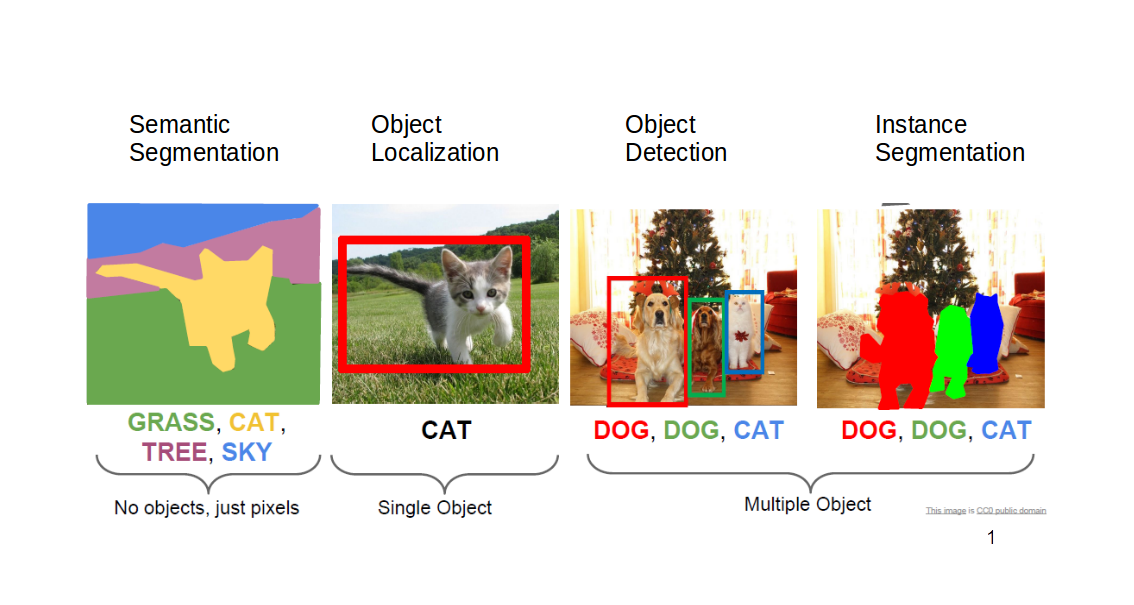 Semantic
Segmentation
Object
Localization
Object
Detection
Instance
Segmentation
GRASS, CAT,
TREE, SKY
CAT
DOG, DOG, CAT
DOG, DOG, CAT
No objects, just pixels
Single Object
Multiple Object
This image is CC0 public domain
1